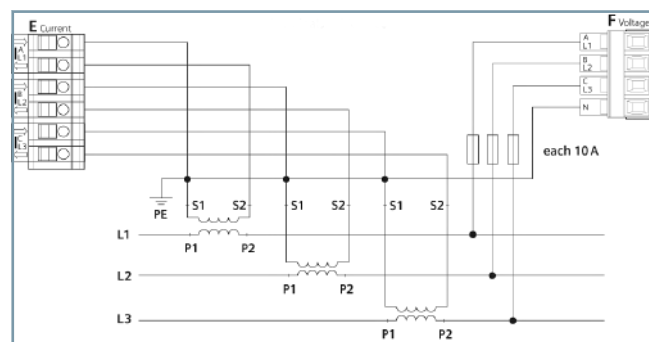 E Current
F Voltage
A
L1
B
L2
C
L3
A
L1
B
L2
C
L3
N
each 10 A
PE
S1 S2 S1 S2 S1 S2
L1
P1 P2
L2
P1 P2
L3
P1 P2